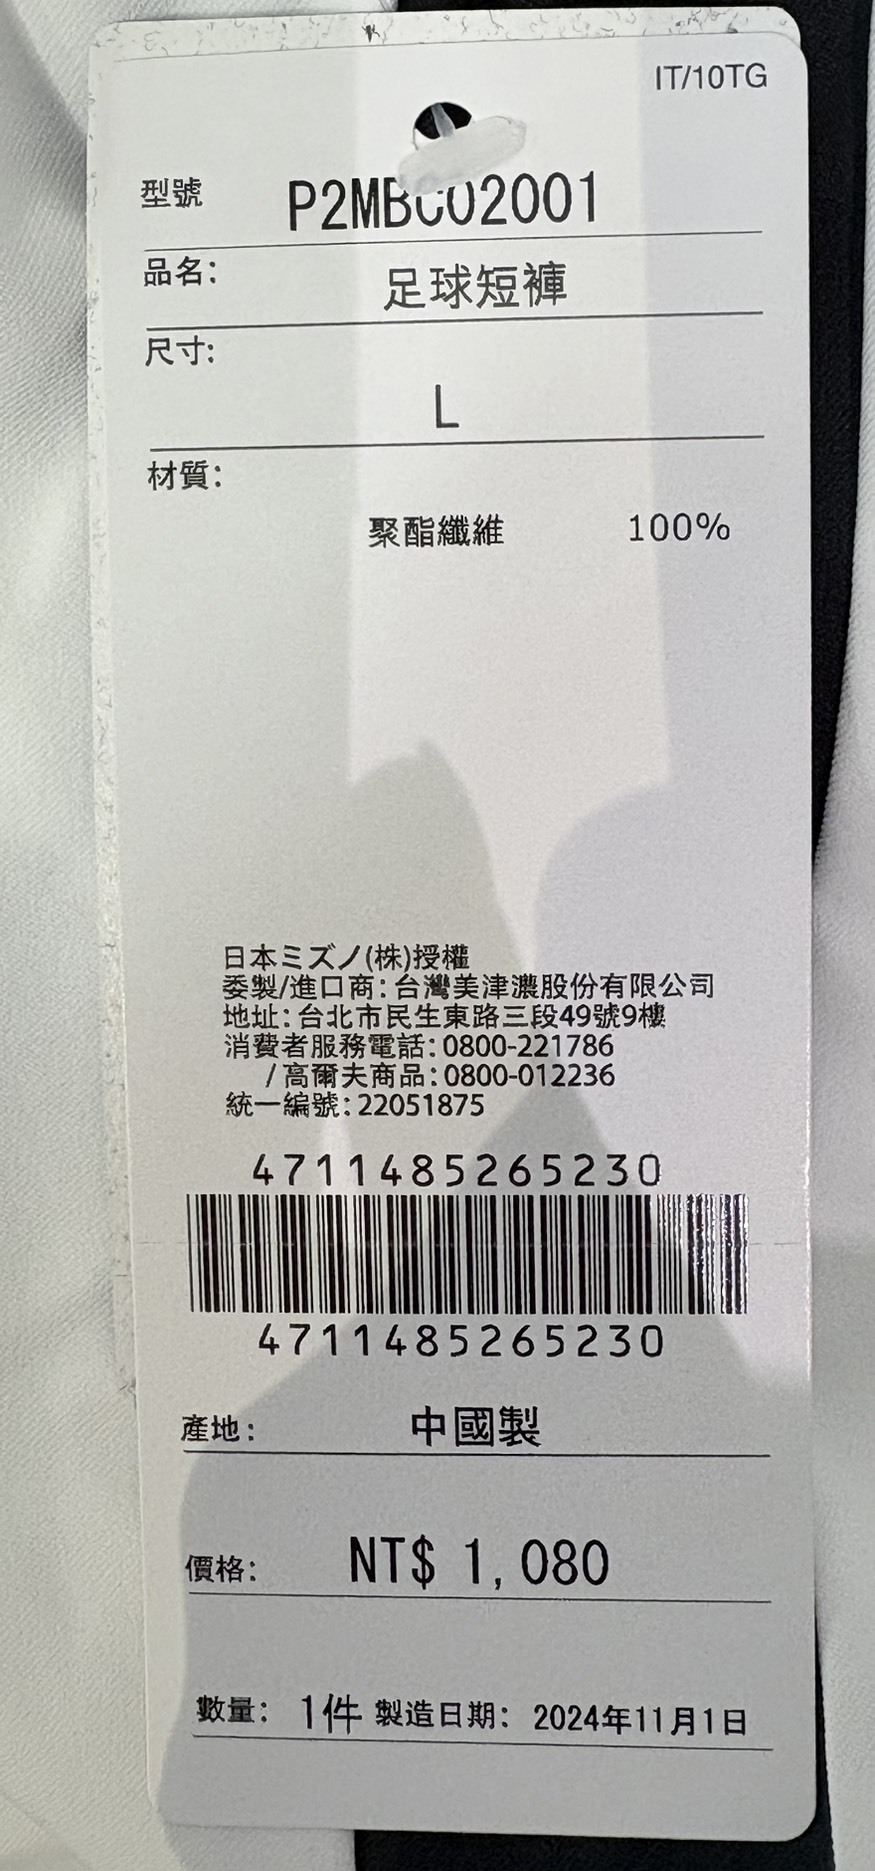 IT/10TG
型號 P2MBC02001
品名: 足球短褲
尺寸:
L
材質:
聚酯纖維 100%
日本ミズノ(株)授權
委製/進口商:台灣美津濃股份有限公司
地址:台北市民生東路三段49號9樓
消費者服務電話:0800-221786
/高爾夫商品:0800-012236
統一編號:22051875
4711485265230
4711485265230
產地: 中國製
價格: NT$ 1,080
數量: 1件 製造日期: 2024年11月1日